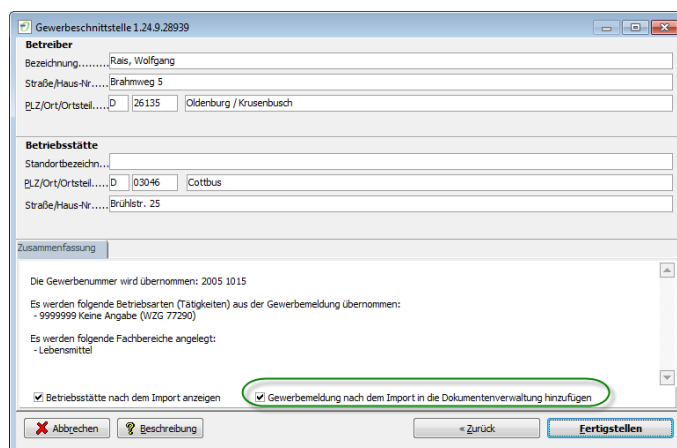 Gewerbeschnittstelle 1.24.9.28939
Betreiber
Bezeichnung......... Rais, Wolfgang
Straße/Haus-Nr..... Brahmweg 5
PLZ/Ort/Ortsteil..... D 26135 Oldenburg / Krusenbusch
Betriebsstätte
Standortbezeichn...
PLZ/Ort/Ortsteil..... D 03046 Cottbus
Straße/Haus-Nr..... Brühlstr. 25
Zusammenfassung
Die Gewerbenummer wird übernommen: 2005 1015
Es werden folgende Betriebsarten (Tätigkeiten) aus der Gewerbemeldung übernommen:
- 9999999 Keine Angabe (WZG 77290)
Es werden folgende Fachbereiche angelegt:
- Lebensmittel
Betriebsstätte nach dem Import anzeigen Gewerbemeldung nach dem Import in die Dokumentenverwaltung hinzufügen
Abbrechen Beschreibung « Zurück Fertigstellen